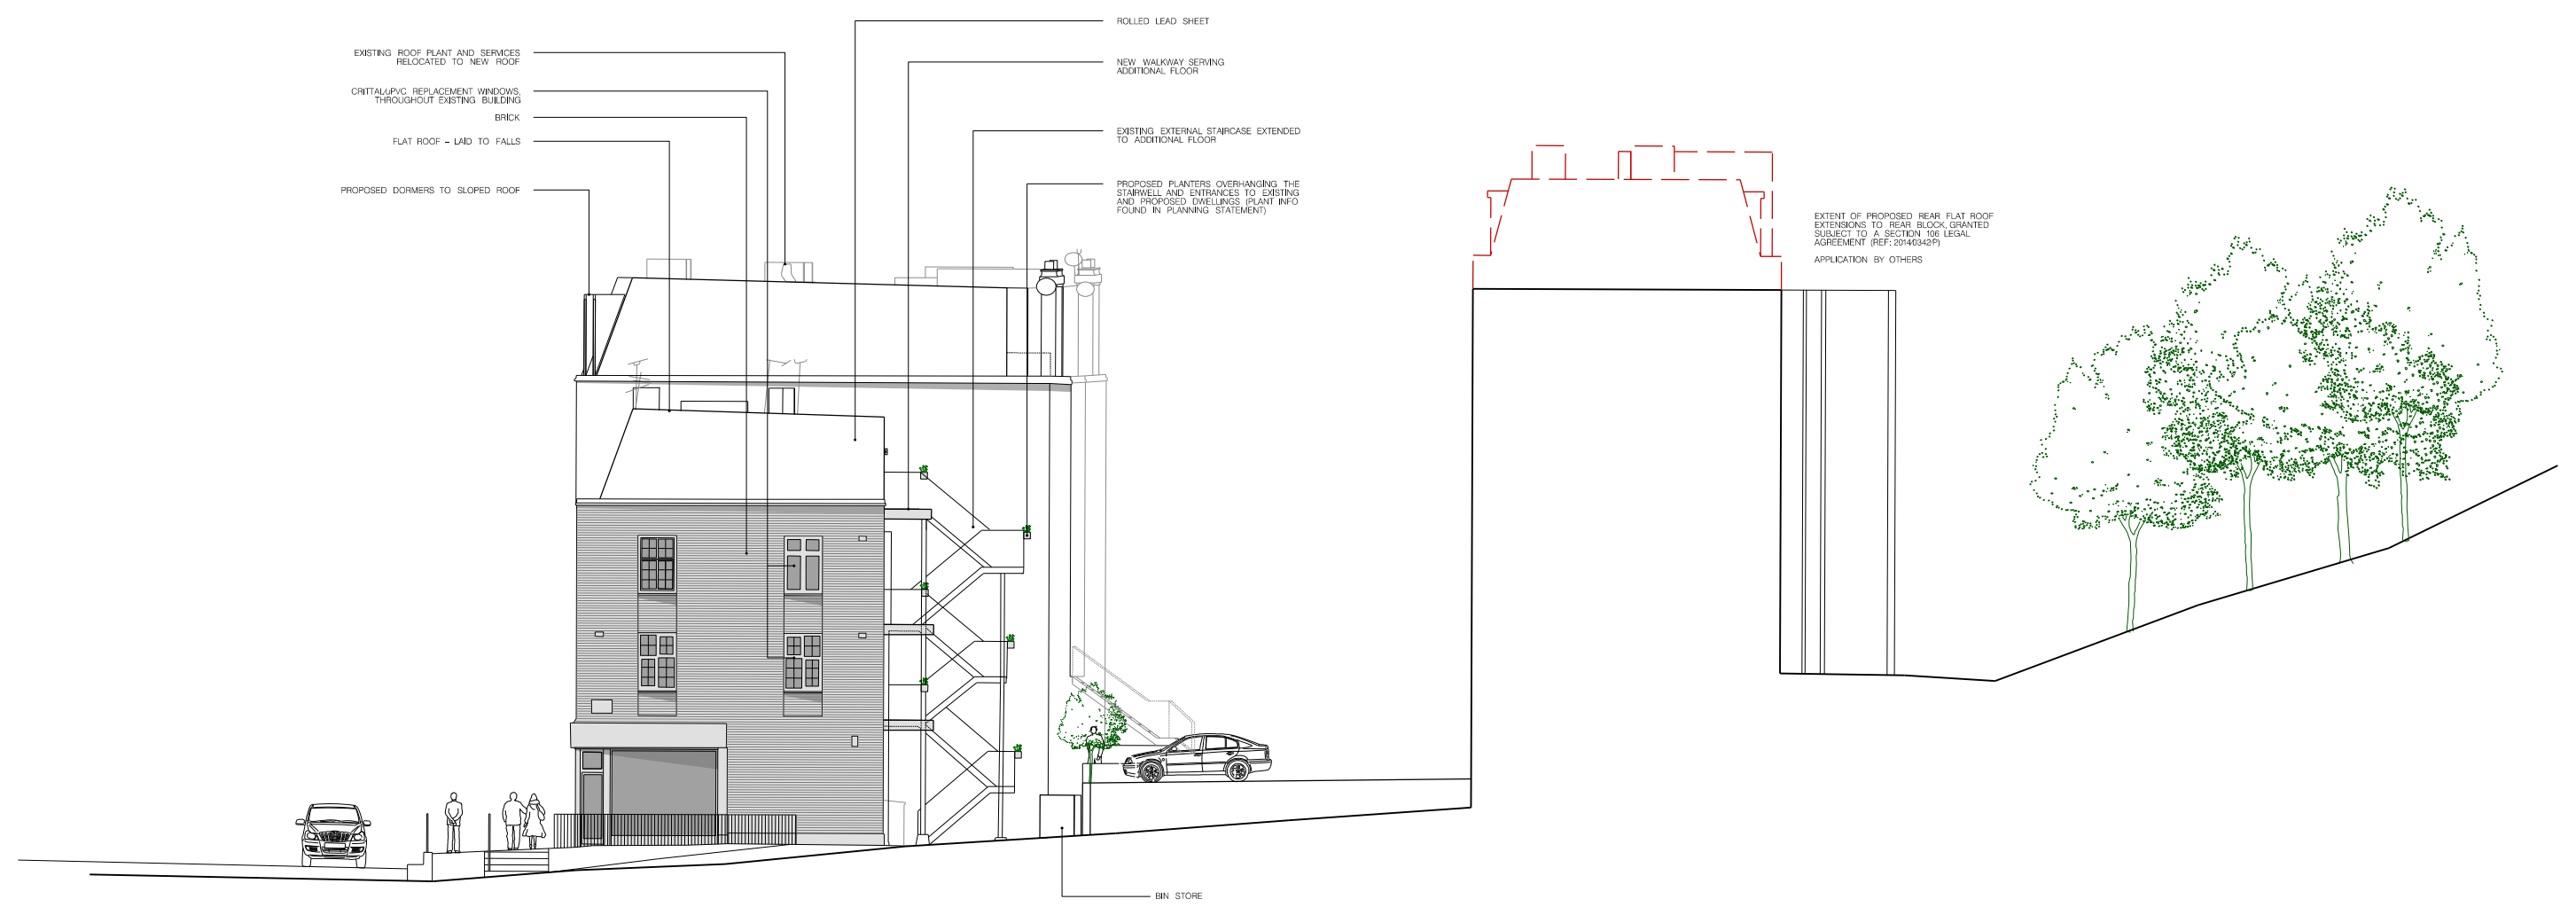 ROLLED LEAD SHEET
EXISTING ROOF PLANT AND SERVICES
RELOCATED TO NEW ROOF
NEW WALKWAY SERVING
ADDITIONAL FLOOR
CRITTAL/uPVC REPLACEMENT WINDOWS,
THROUGHOUT EXISTING BUILDING
BRICK
EXISTING EXTERNAL STAIRCASE EXTENDED
TO ADDITIONAL FLOOR
FLAT ROOF - LAID TO FALLS
PROPOSED DORMERS TO SLOPED ROOF
PROPOSED PLANTERS OVERHANGING THE
STAIRWELL AND ENTRANCES TO EXISTING
AND PROPOSED DWELLINGS (PLANT INFO
FOUND IN PLANNING STATEMENT)
EXTENT OF PROPOSED REAR FLAT ROOF
EXTENSIONS TO REAR BLOCK, GRANTED
SUBJECT TO A SECTION 106 LEGAL
AGREEMENT (REF: 2014/0342/P)
APPLICATION BY OTHERS
BIN STORE